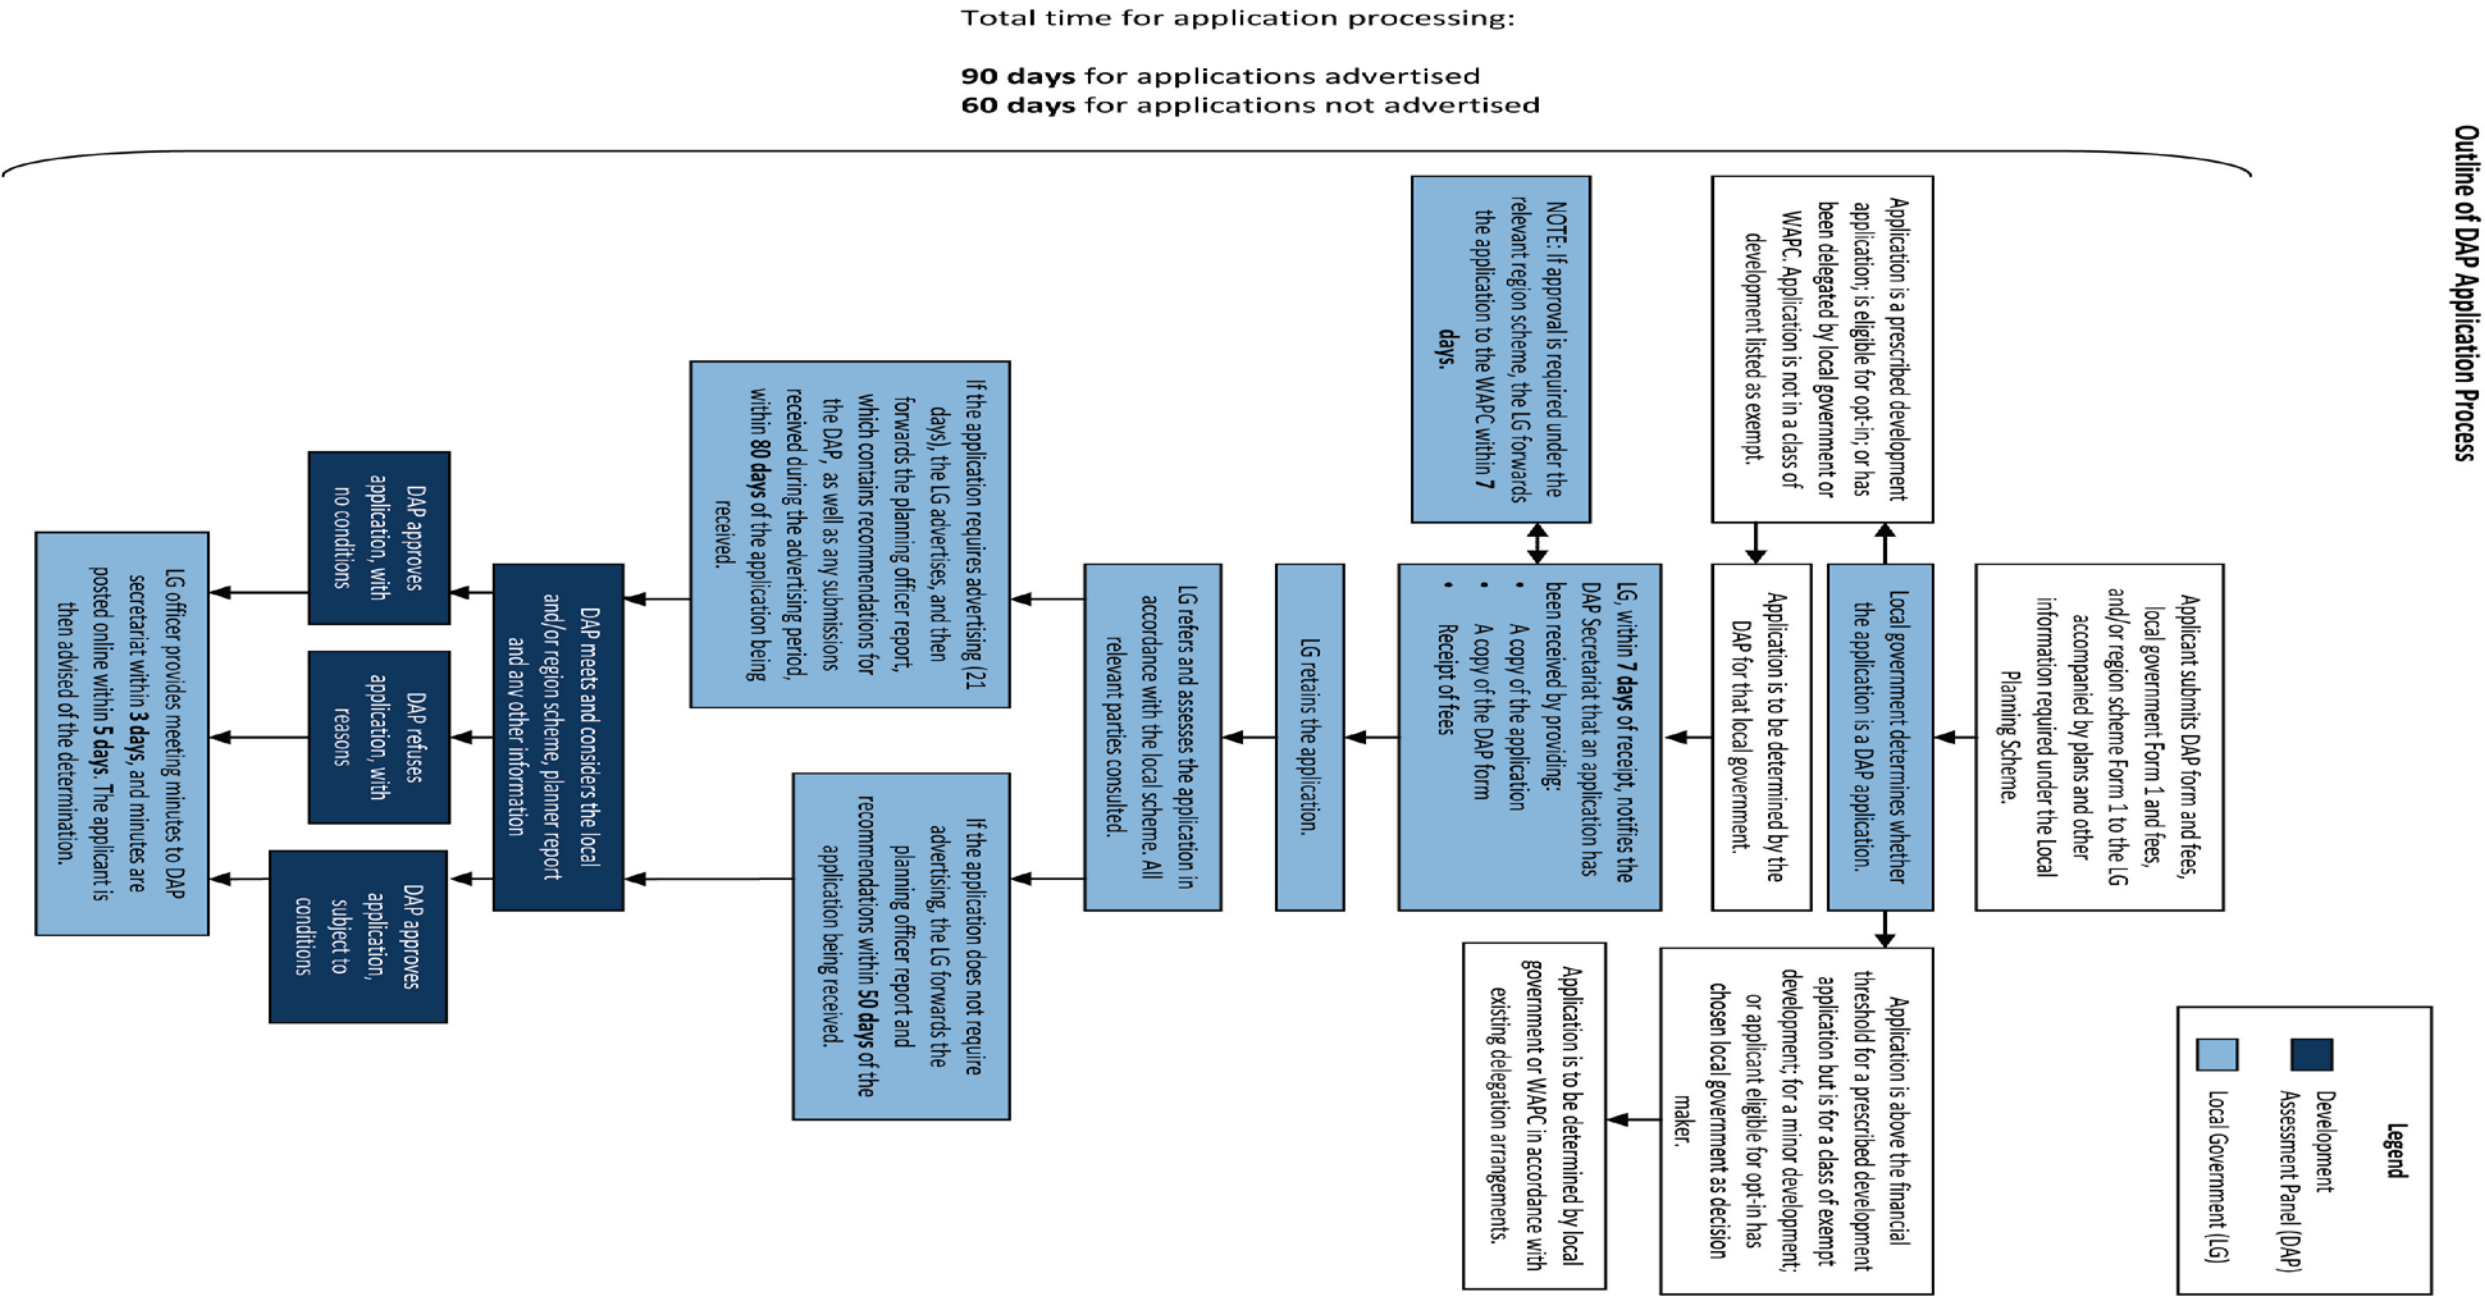 Outline of DAP Application Process
Total time for application processing:
90 days for applications advertised
60 days for applications not advertised
Legend
Development
Assessment Panel (DAP)
Local Government (LG)
Applicant submits DAP form and fees,
local government Form 1 and fees,
and/or region scheme Form 1 to the LG
accompanied by plans and other
information required under the Local
Planning Scheme.
Local government determines whether
the application is a DAP application.
Application is a prescribed development
application; is eligible for opt-in; or has
been delegated by local government or
WAPC. Application is not in a class of
development listed as exempt.
Application is above the financial
threshold for a prescribed development
application but is for a class of exempt
development; for a minor development;
or applicant eligible for opt-in has
chosen local government as decision
maker.
Application is to be determined by the
DAP for that local government.
Application is to be determined by local
government or WAPC in accordance with
existing delegation arrangements.
NOTE: If approval is required under the
relevant region scheme, the LG forwards
the application to the WAPC within 7
days.
LG, within 7 days of receipt, notifies the
DAP Secretariat that an application has
been received by providing:
• A copy of the application
• A copy of the DAP form
• Receipt of fees
LG retains the application.
LG refers and assesses the application in
accordance with the local scheme. All
relevant parties consulted.
If the application requires advertising (21
days), the LG advertises, and then
forwards the planning officer report,
which contains recommendations for
the DAP, as well as any submissions
received during the advertising period,
within 80 days of the application being
received.
If the application does not require
advertising, the LG forwards the
planning officer report and
recommendations within 50 days of the
application being received.
DAP meets and considers the local
and/or region scheme, planner report
and any other information
DAP approves
application, with
no conditions
DAP refuses
application, with
reasons
DAP approves
application,
subject to
conditions
LG officer provides meeting minutes to DAP
secretariat within 3 days, and minutes are
posted online within 5 days. The applicant is
then advised of the determination.